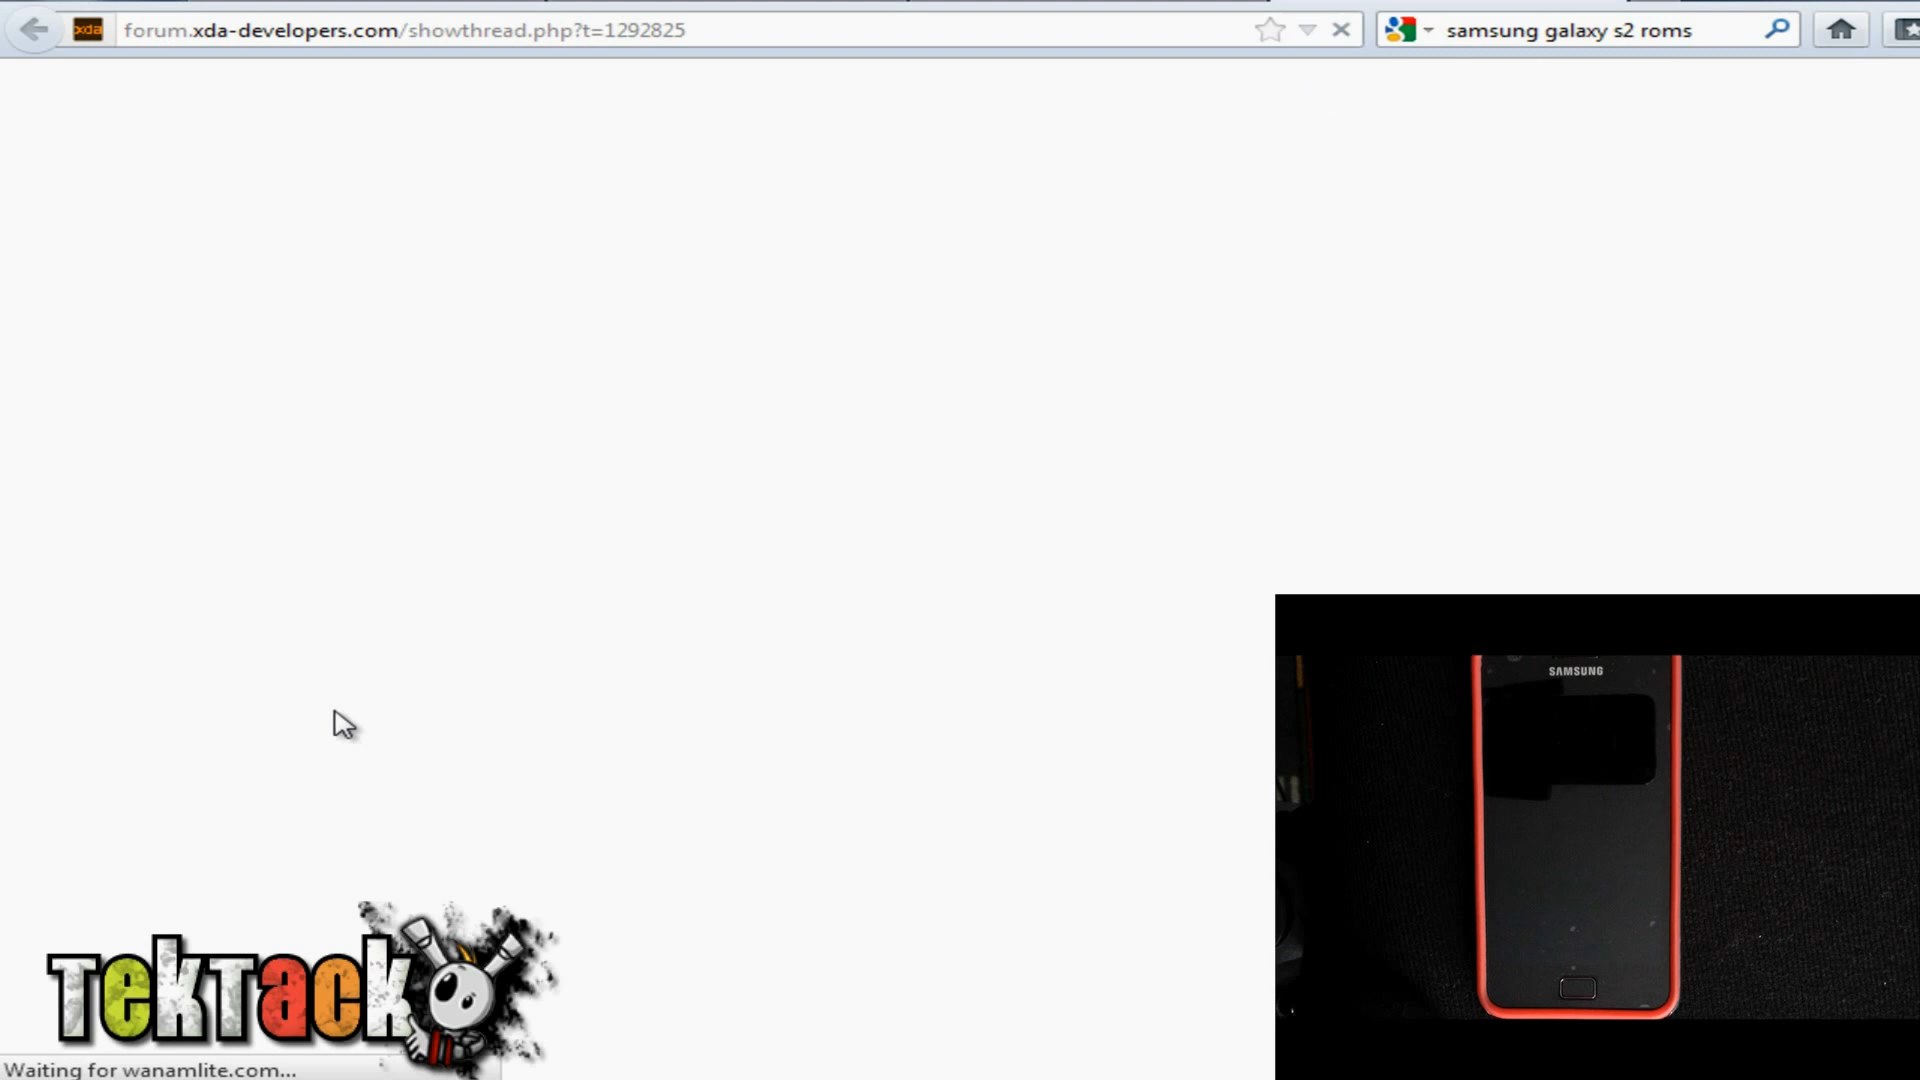 xda
forum.xda-developers.com/showthread.php?t=1292825
samsung galaxy s2 roms
SAMSUNG
TekTack
Waiting for wanamlite.com...